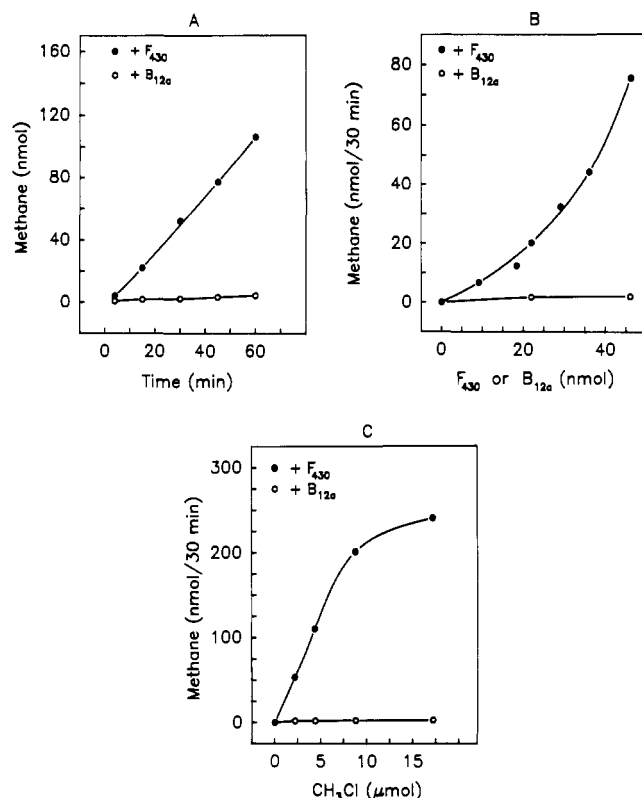 A
+ F430
+ B12a
Methane (nmol)
160
120
80
40
0
0 20 40 60
Time (min)
B
+ F430
+ B12a
Methane (nmol/30 min)
80
60
40
20
0
0 20 40
F430 or B12a (nmol)
C
+ F430
+ B12a
Methane (nmol/30 min)
300
200
100
0
0 5 10 15
CH3Cl (μmol)